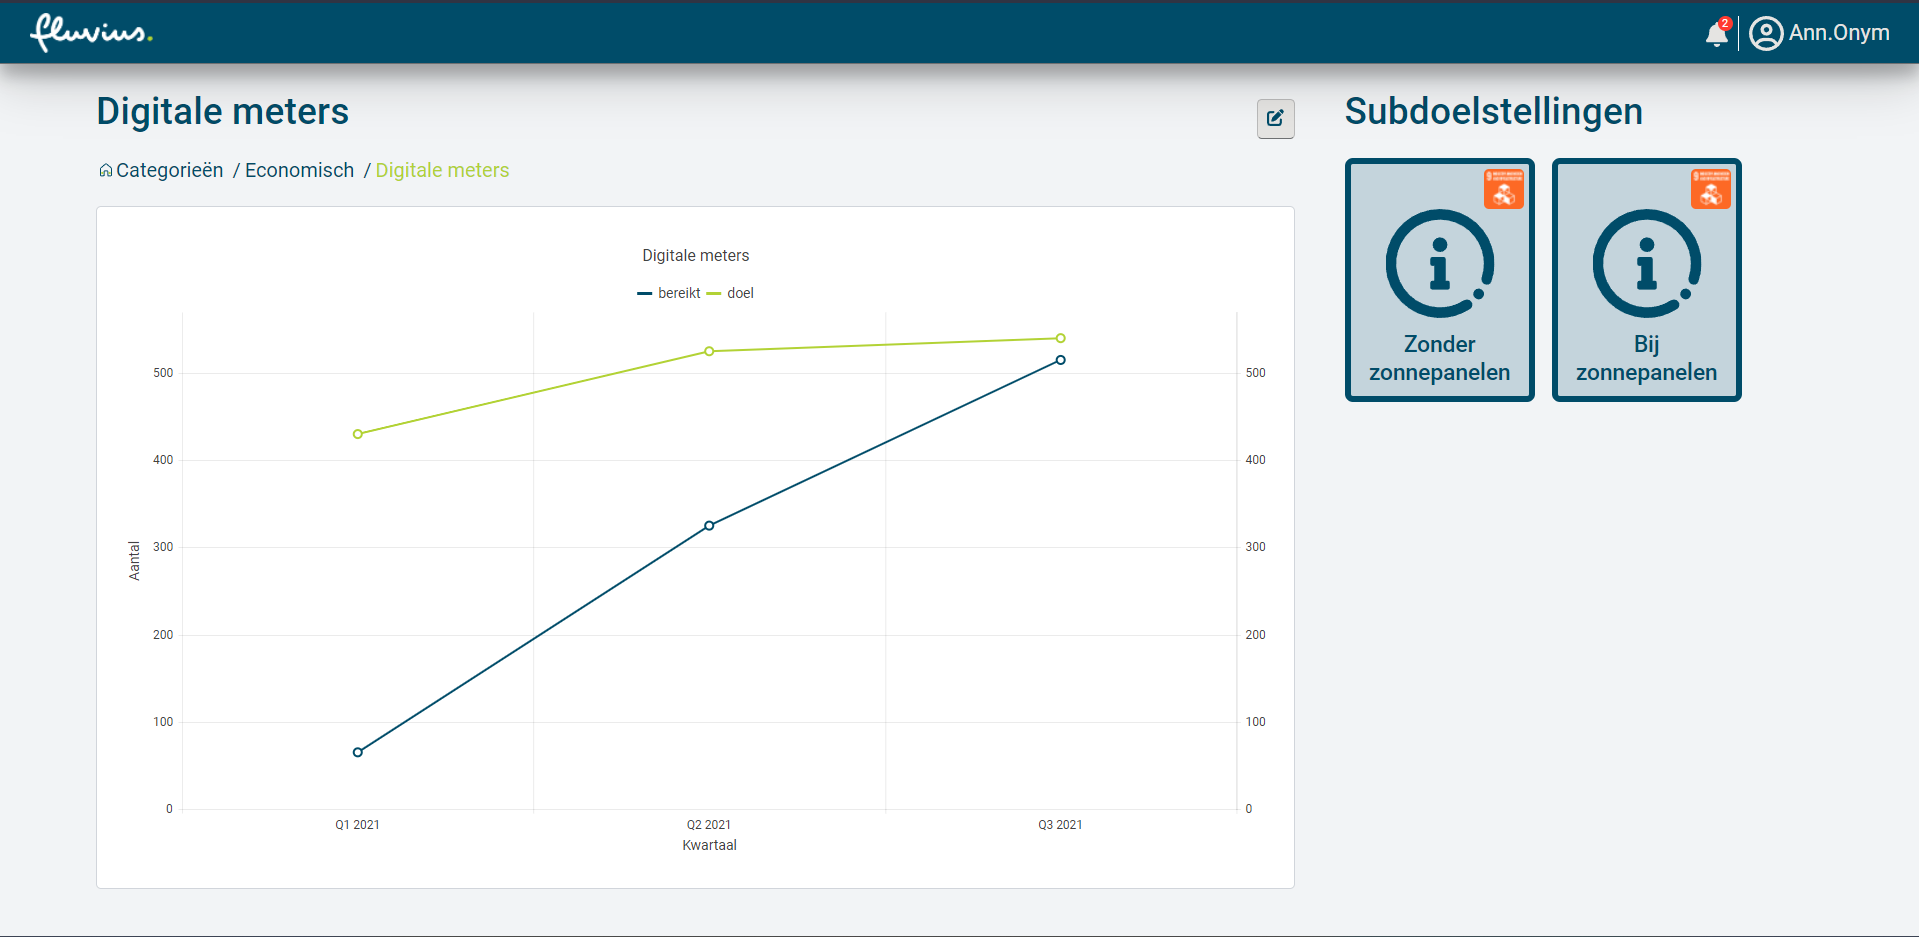 fluvius.
2
Ann.Onym
Digitale meters
Categorieën / Economisch / Digitale meters
Digitale meters
bereikt doel
500
400
300
200
100
0
Aantal
500
400
300
200
100
0
Q1 2021 Q2 2021 Q3 2021
Kwartaal
Subdoelstellingen
Zonder
zonnepanelen
Bij
zonnepanelen